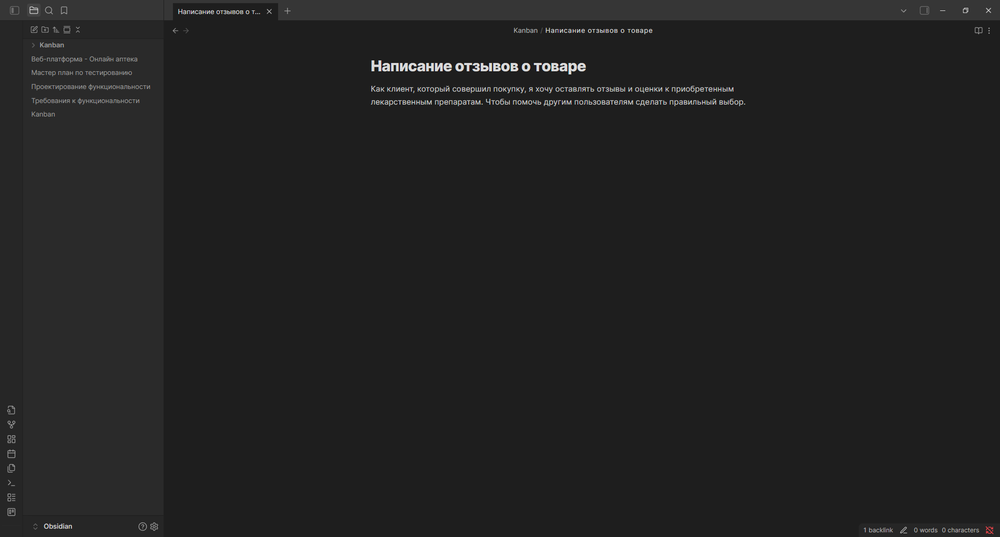 Написание отзывов о т...
Kanban / Написание отзывов о товаре
Kanban
Веб-платформа - Онлайн аптека
Мастер план по тестированию
Проектирование функциональности
Требования к функциональности
Kanban
Написание отзывов о товаре
Как клиент, который совершил покупку, я хочу оставлять отзывы и оценки к приобретенным
лекарственным препаратам. Чтобы помочь другим пользователям сделать правильный выбор.
Obsidian
1 backlink 0 words 0 characters